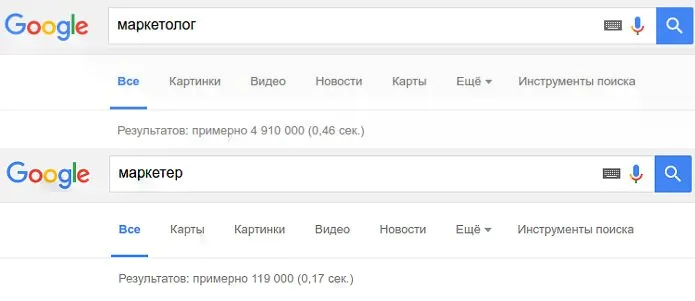 Google маркетолог
Все Картинки Видео Новости Карты Ещё Инструменты поиска
Результатов: примерно 4 910 000 (0,46 сек.)
Google маркетер
Все Карты Картинки Видео Новости Ещё Инструменты поиска
Результатов: примерно 119 000 (0,17 сек.)